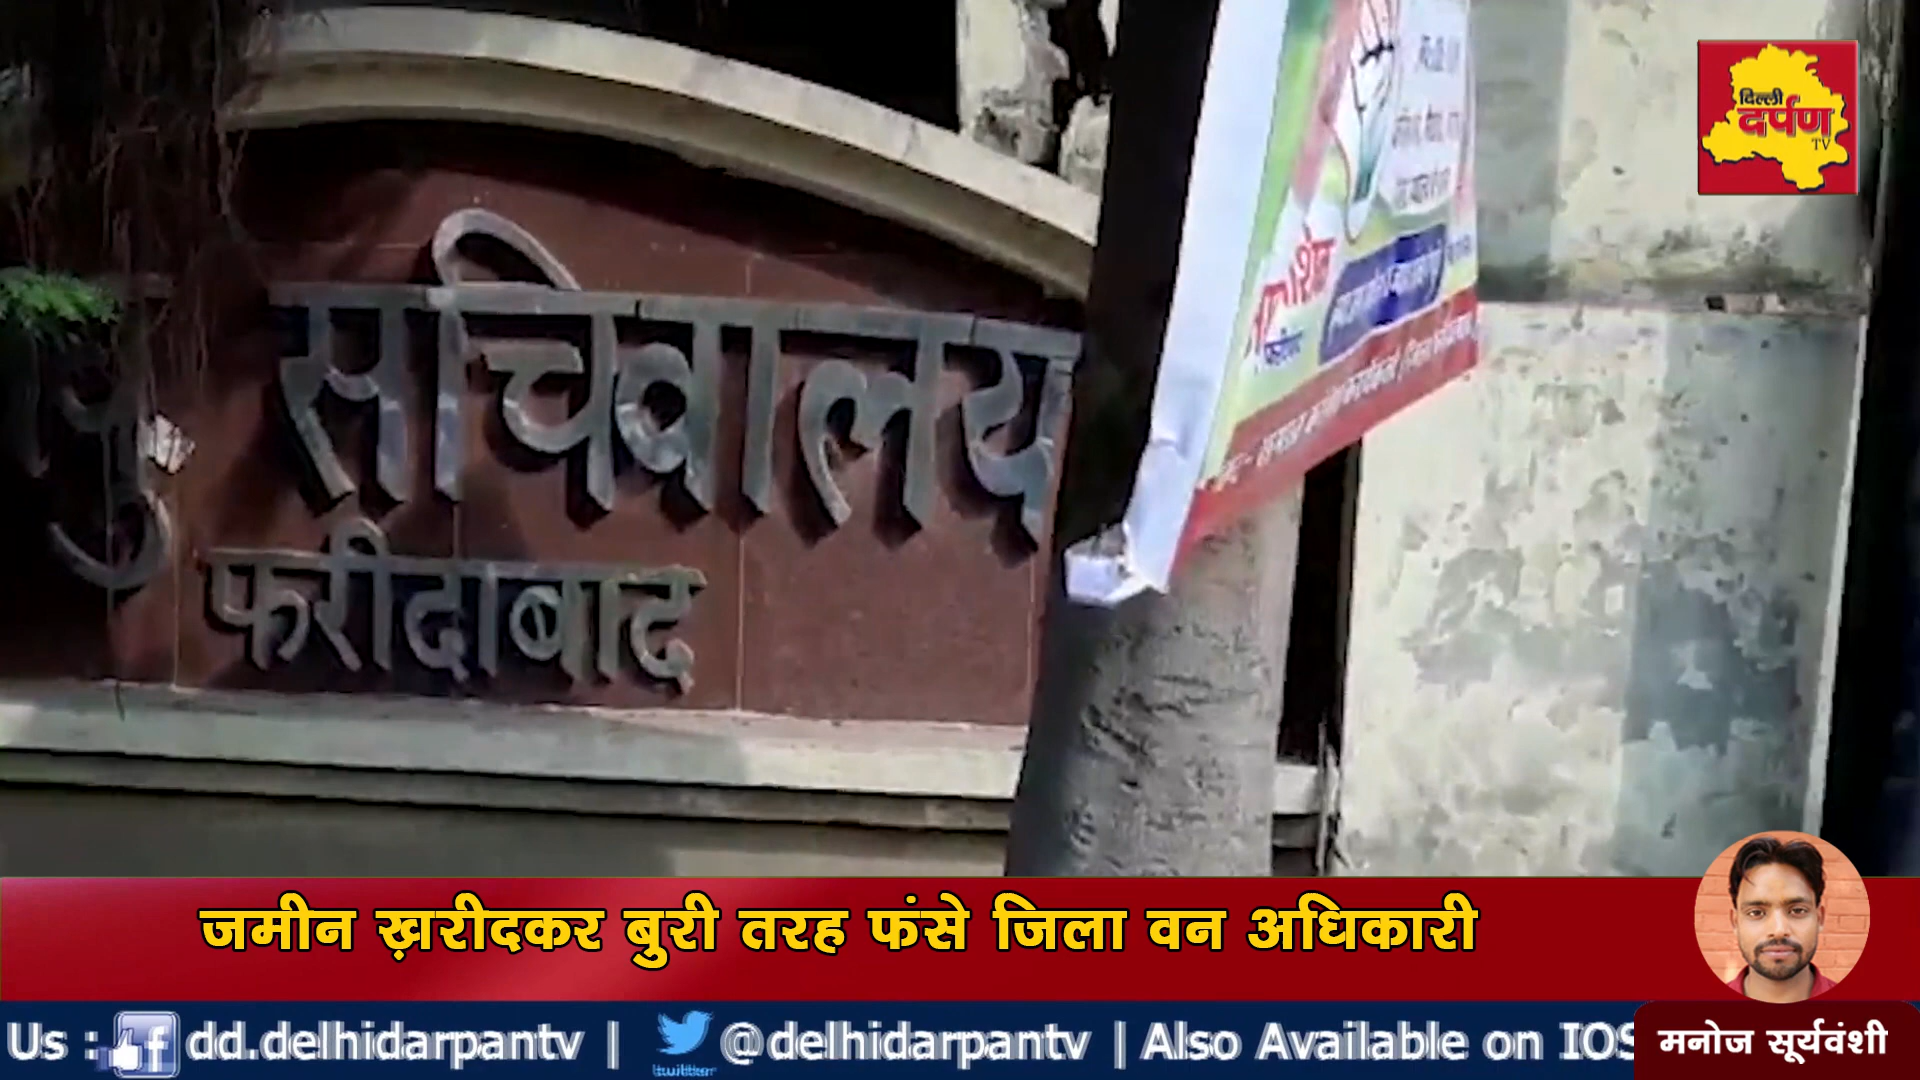 दिल्ली
दर्पण
TV
सचिवालय
फरीदाबाद
जमीन ख़रीदकर बुरी तरह फंसे जिला वन अधिकारी
Us : dd.delhidarpantv | @delhidarpantv | Also Available on IOS
twitter
मनोज सूर्यवंशी